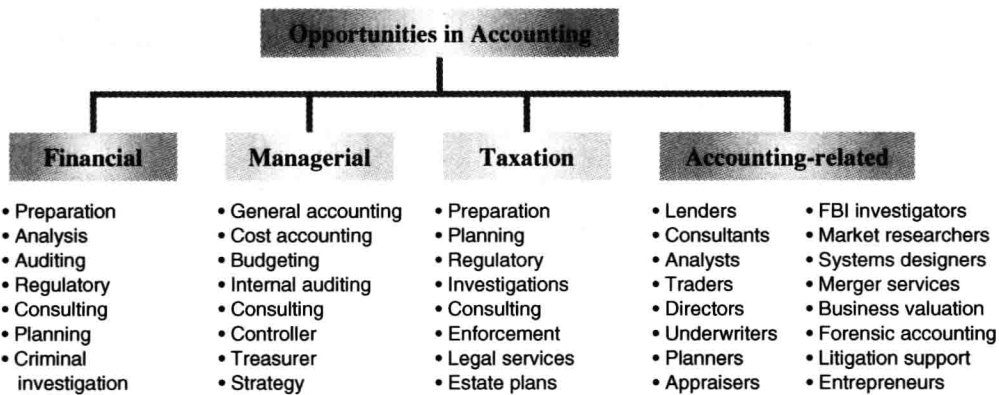 Opportunities in Accounting
Financial
• Preparation
• Analysis
• Auditing
• Regulatory
• Consulting
• Planning
• Criminal
investigation
Managerial
• General accounting
• Cost accounting
• Budgeting
• Internal auditing
• Consulting
• Controller
• Treasurer
• Strategy
Taxation
• Preparation
• Planning
• Regulatory
• Investigations
• Consulting
• Enforcement
• Legal services
• Estate plans
Accounting-related
• Lenders
• Consultants
• Analysts
• Traders
• Directors
• Underwriters
• Planners
• Appraisers
• FBI investigators
• Market researchers
• Systems designers
• Merger services
• Business valuation
• Forensic accounting
• Litigation support
• Entrepreneurs